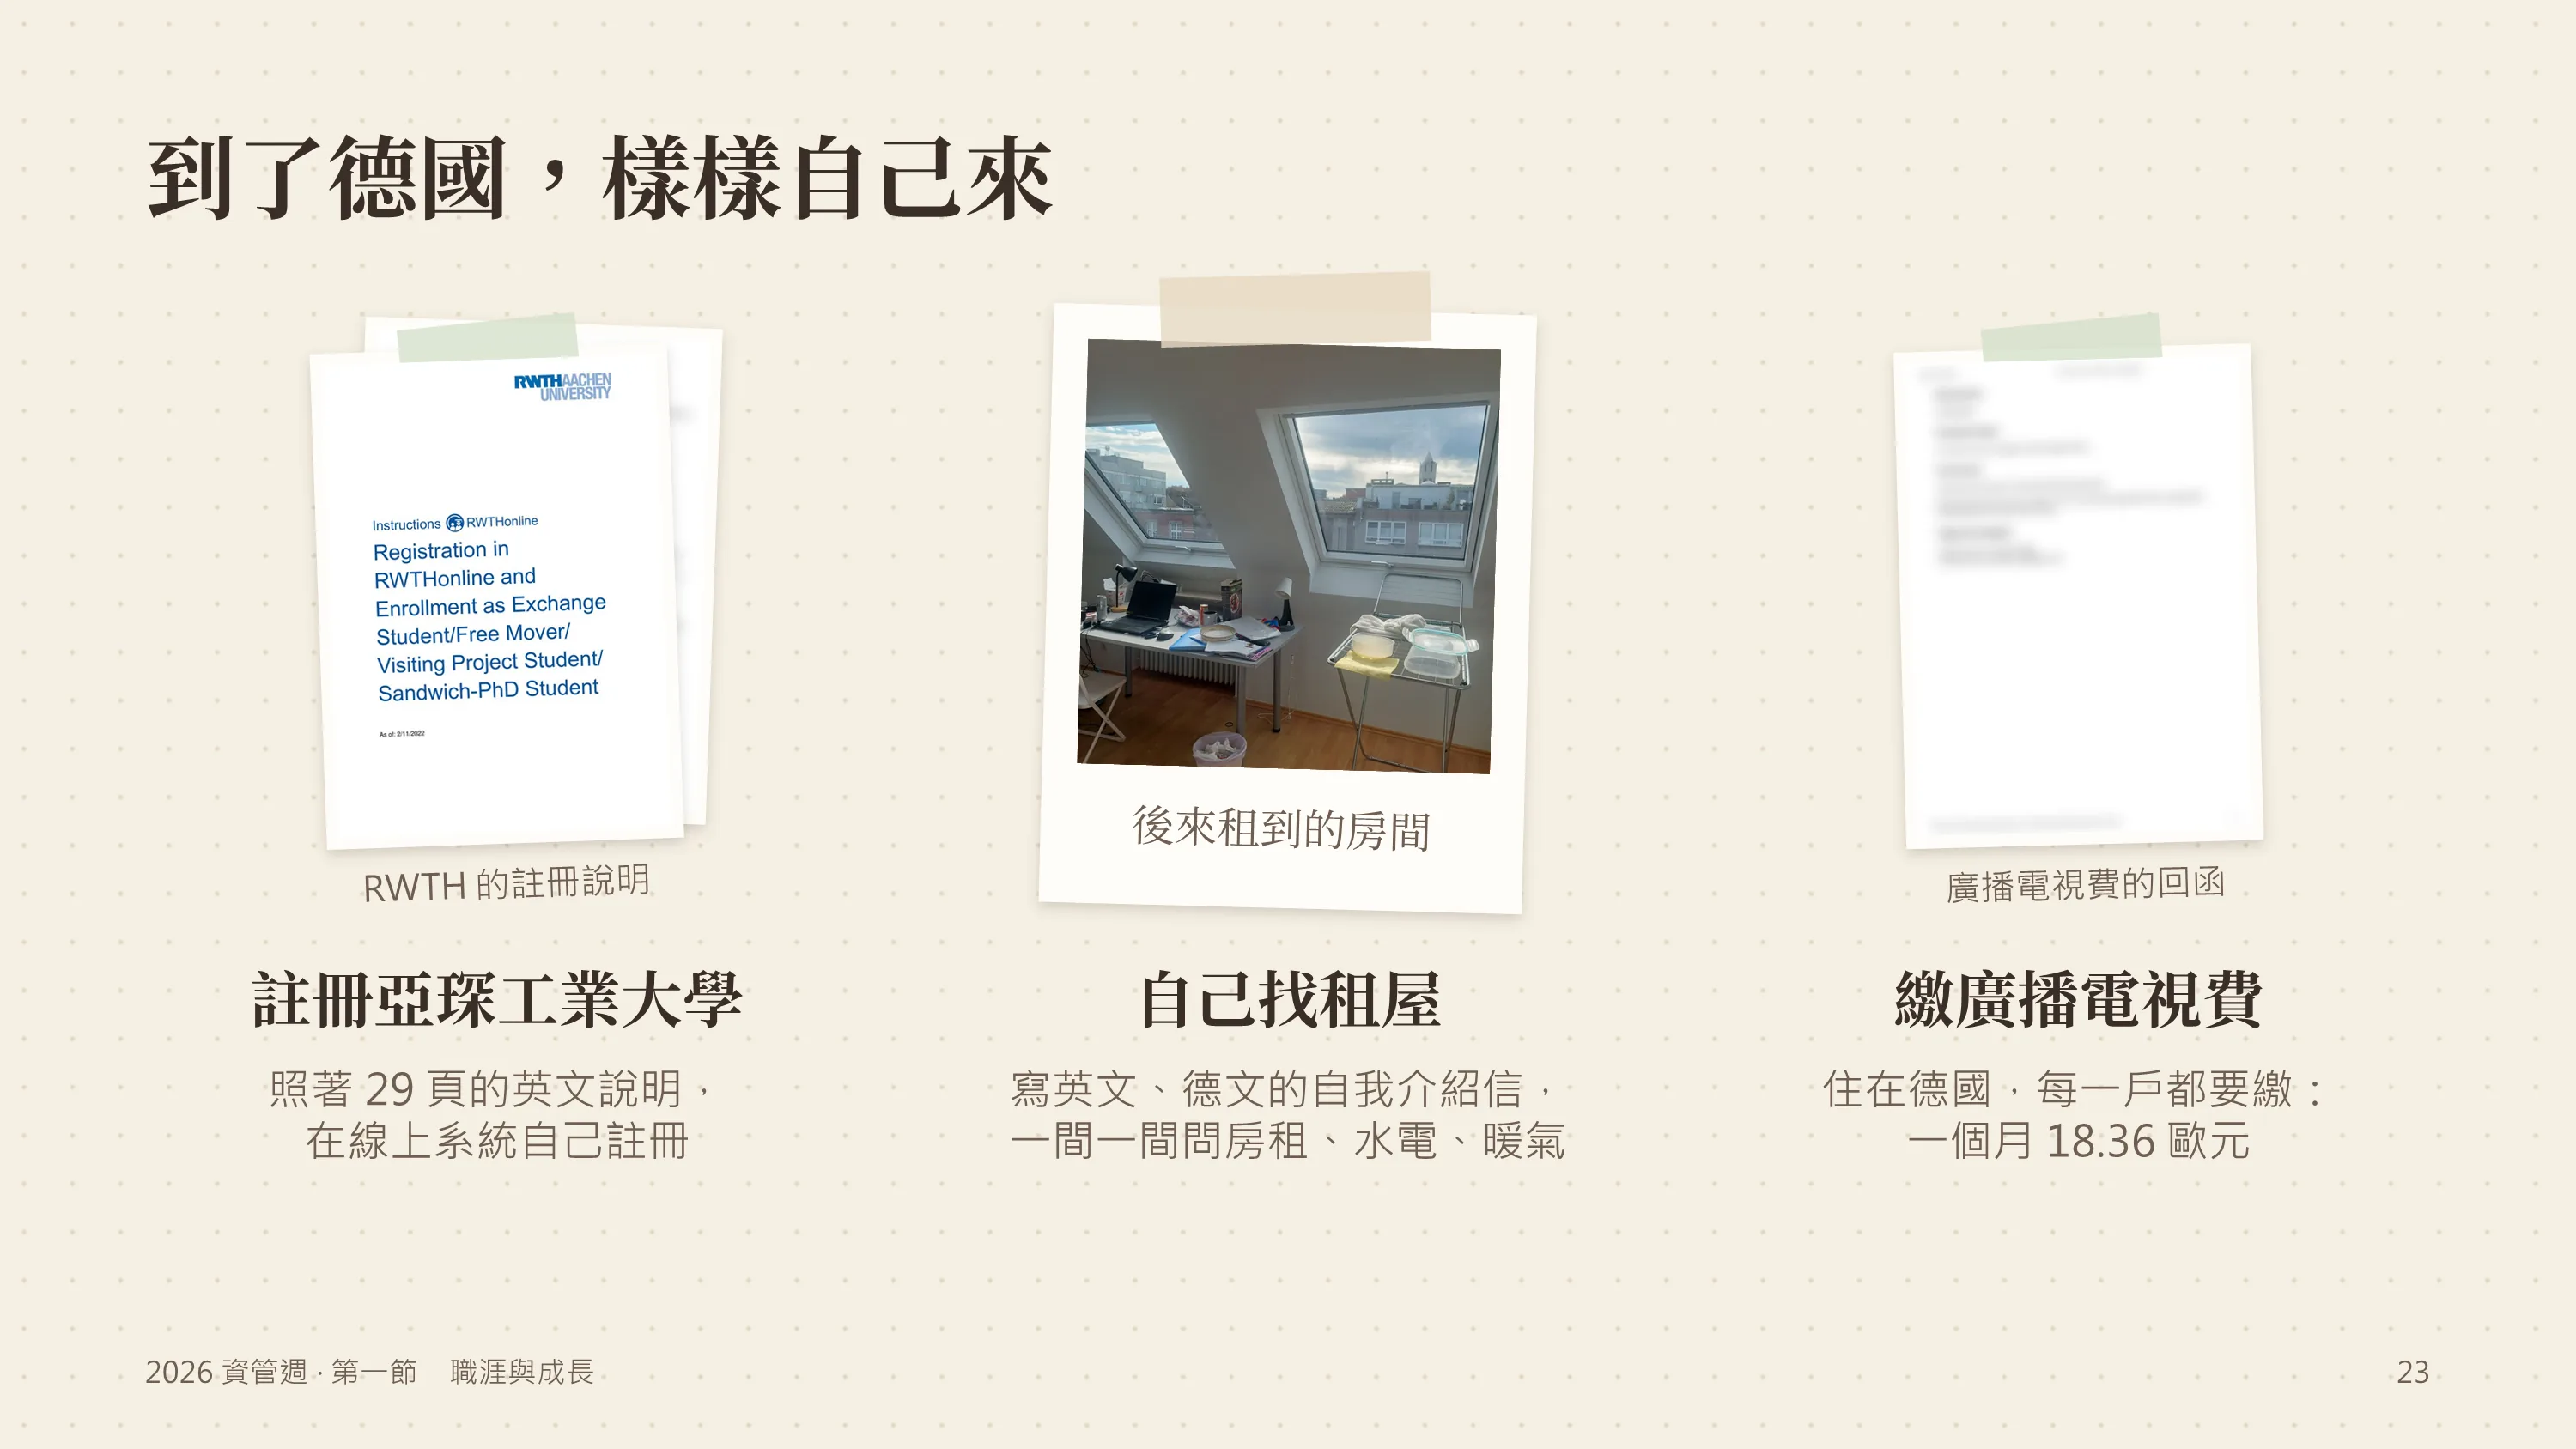 到了德國，樣樣自己來
RWTHAACHEN
UNIVERSITY
Instructions RWTHonline
Registration in
RWTHonline and
Enrollment as Exchange
Student/Free Mover/
Visiting Project Student/
Sandwich-PhD Student
As of: 2/11/2022
RWTH 的註冊說明
註冊亞琛工業大學
照著 29 頁的英文說明，
在線上系統自己註冊
後來租到的房間
自己找租屋
寫英文、德文的自我介紹信，
一間一間問房租、水電、暖氣
廣播電視費的回函
繳廣播電視費
住在德國，每一戶都要繳：
一個月 18.36 歐元
2026 資管週 · 第一節 職涯與成長
23